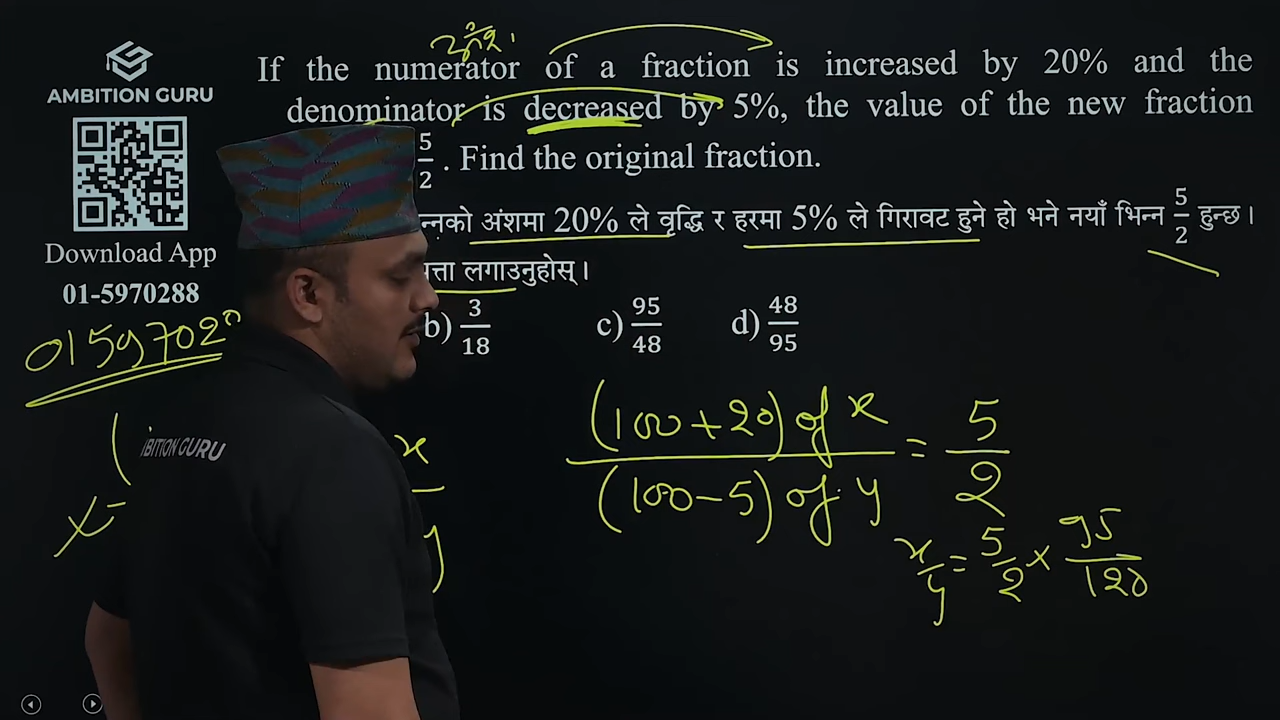 अंश
If the numerator of a fraction is increased by 20% and the
denominator is decreased by 5%, the value of the new fraction
5/2 . Find the original fraction.
न्नको अंशमा 20% ले वृद्धि र हरमा 5% ले गिरावट हुने हो भने नयाँ भिन्न 5/2 हुन्छ।
त्ता लगाउनुहोस्।
b) 3/18 c) 95/48 d) 48/95
AMBITION GURU
Download App
01-5970288
0159702
BITION GURU
x
y
(100+20) of x / (100-5) of y = 5/2
x/y = 5/2 × 95/120